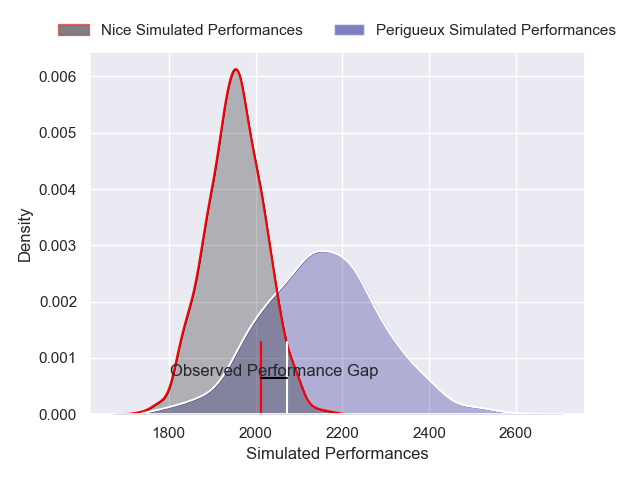 Nice Simulated Performances
Perigueux Simulated Performances
0.006
0.005
0.004
0.003
0.002
0.001
0.000
Density
Observed Performance Gap
1800 2000 2200 2400 2600
Simulated Performances